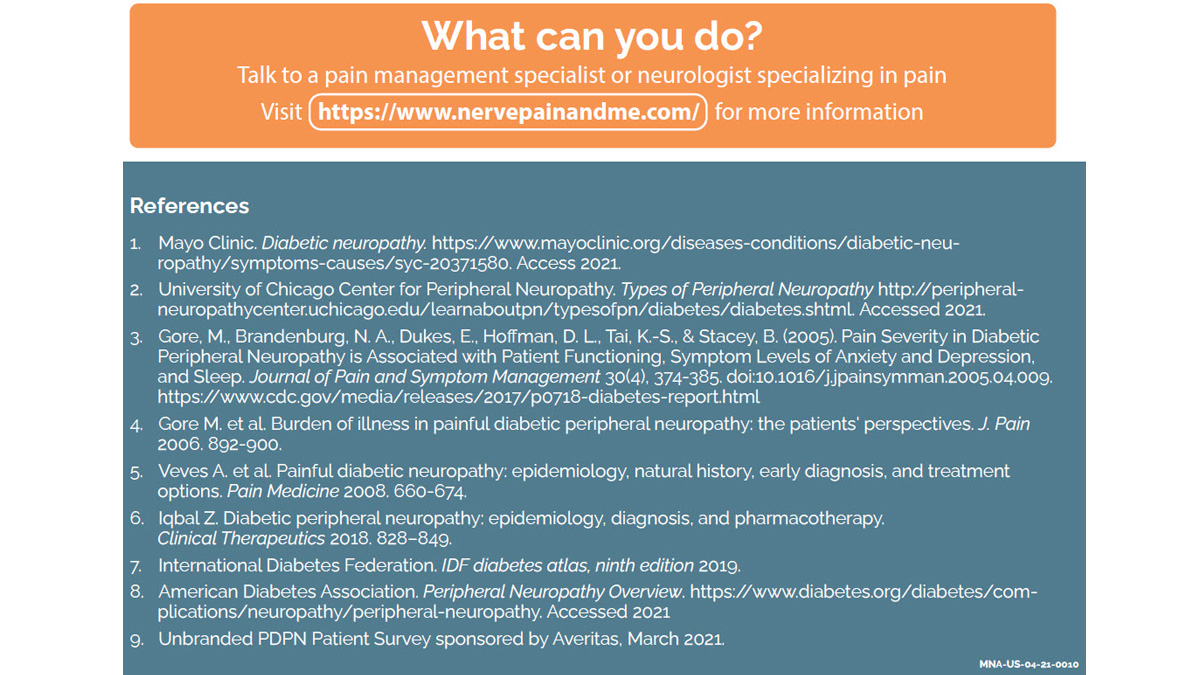 What can you do?
Talk to a pain management specialist or neurologist specializing in pain
Visit https://www.nervepainandme.com/ for more information
References
1. Mayo Clinic. Diabetic neuropathy. https://www.mayoclinic.org/diseases-conditions/diabetic-neu-
ropathy/symptoms-causes/syc-20371580. Access 2021.
2. University of Chicago Center for Peripheral Neuropathy. Types of Peripheral Neuropathy http://peripheral-
neuropathycenter.uchicago.edu/learnaboutpn/typesofpn/diabetes/diabetes.shtml. Accessed 2021.
3. Gore, M., Brandenburg, N. A., Dukes, E., Hoffman, D. L., Tai, K.-S., & Stacey, B. (2005). Pain Severity in Diabetic
Peripheral Neuropathy is Associated with Patient Functioning, Symptom Levels of Anxiety and Depression,
and Sleep. Journal of Pain and Symptom Management 30(4), 374-385. doi:10.1016/j.jpainsymman.2005.04.009.
https://www.cdc.gov/media/releases/2017/p0718-diabetes-report.html
4. Gore M. et al. Burden of illness in painful diabetic peripheral neuropathy: the patients' perspectives. J. Pain
2006. 892-900.
5. Veves A. et al. Painful diabetic neuropathy: epidemiology, natural history, early diagnosis, and treatment
options. Pain Medicine 2008. 660-674.
6. Iqbal Z. Diabetic peripheral neuropathy: epidemiology, diagnosis, and pharmacotherapy.
Clinical Therapeutics 2018. 828–849.
7. International Diabetes Federation. IDF diabetes atlas, ninth edition 2019.
8. American Diabetes Association. Peripheral Neuropathy Overview. https://www.diabetes.org/diabetes/com-
plications/neuropathy/peripheral-neuropathy. Accessed 2021
9. Unbranded PDPN Patient Survey sponsored by Averitas, March 2021.
MNA-US-04-21-0010